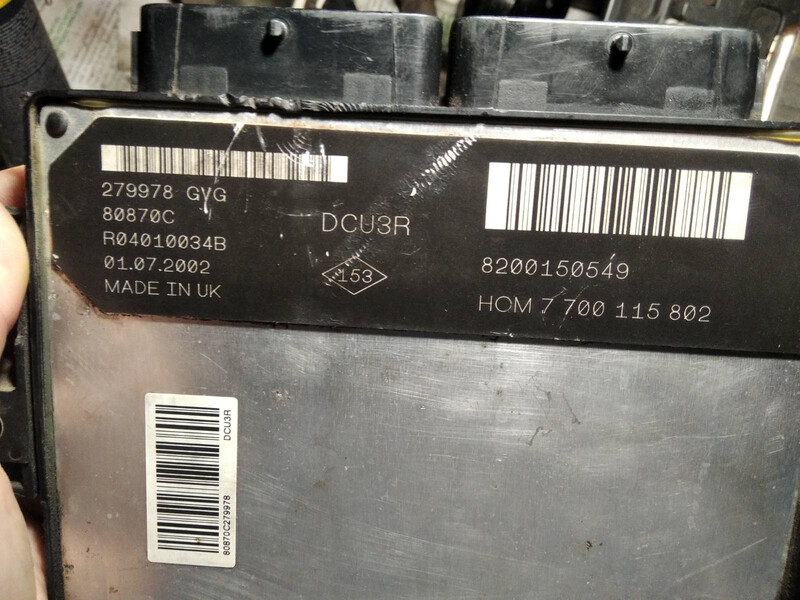 279978 GVG
80870C
R04010034B
01.07.2002
MADE IN UK
DCU3R
153
8200150549
HOM 7 700 115 802
DCU3R
80870C279978